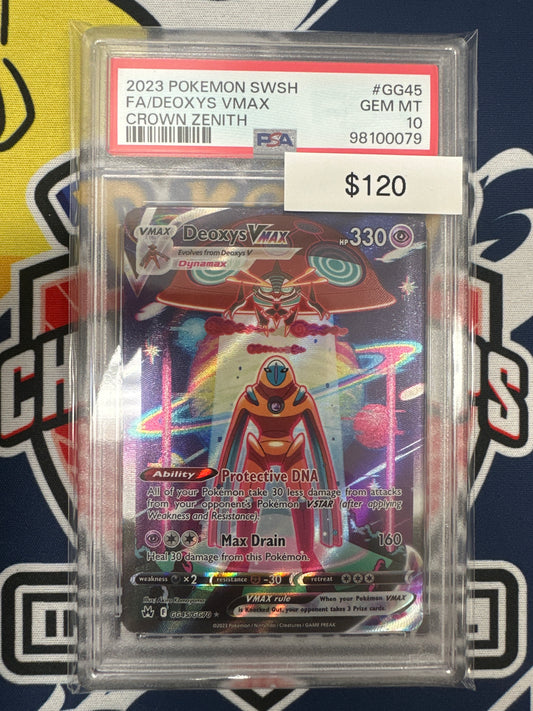 2023 POKEMON SWSH #GG45
FA/DEOXYS VMAX GEM MT
CROWN ZENITH 10
PSA 98100079
$120
VMAX Deoxys VMAX HP 330
Evolves from Deoxys V
Dynamax
Ability Protective DNA
All of your Pokémon take 30 less damage from attacks
from your opponent's Pokémon VSTAR (after applying
Weakness and Resistance).
Max Drain 160
Heal 30 damage from this Pokémon.
weakness ×2 resistance -30 retreat
VMAX rule When your Pokémon VMAX
is Knocked Out, your opponent takes 3 Prize cards.
Illus.
GG45/GG70
©2023 Pokémon / Nintendo / Creatures / GAME FREAK
CH
S